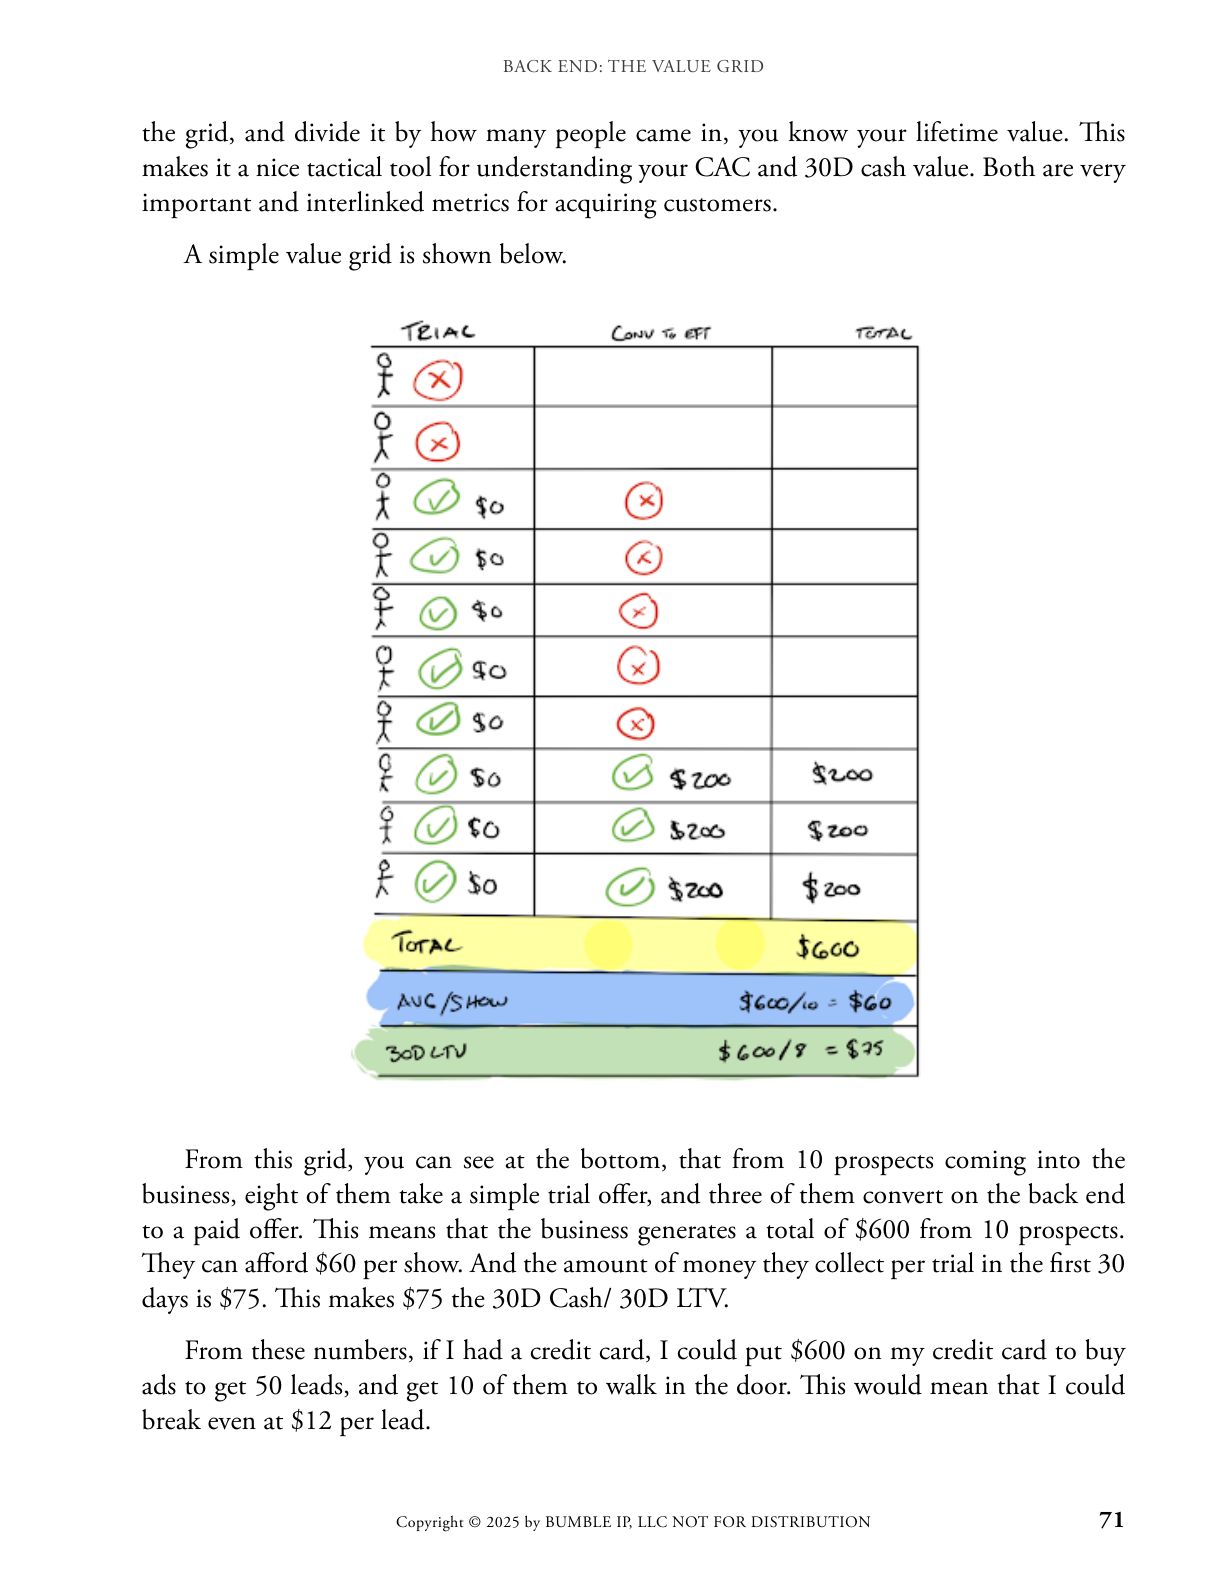 BACK END: THE VALUE GRID
the grid, and divide it by how many people came in, you know your lifetime value. This
makes it a nice tactical tool for understanding your CAC and 30D cash value. Both are very
important and interlinked metrics for acquiring customers.
A simple value grid is shown below.
TRIAL CONV TO EFT TOTAL
$0
$0
$0
$0
$0
$0 $200 $200
$0 $200 $200
$0 $200 $200
TOTAL $600
AVG/SHOW $600/10 = $60
30D LTV $600/8 = $75
From this grid, you can see at the bottom, that from 10 prospects coming into the
business, eight of them take a simple trial offer, and three of them convert on the back end
to a paid offer. This means that the business generates a total of $600 from 10 prospects.
They can afford $60 per show. And the amount of money they collect per trial in the first 30
days is $75. This makes $75 the 30D Cash/ 30D LTV.
From these numbers, if I had a credit card, I could put $600 on my credit card to buy
ads to get 50 leads, and get 10 of them to walk in the door. This would mean that I could
break even at $12 per lead.
Copyright © 2025 by BUMBLE IP, LLC NOT FOR DISTRIBUTION 71